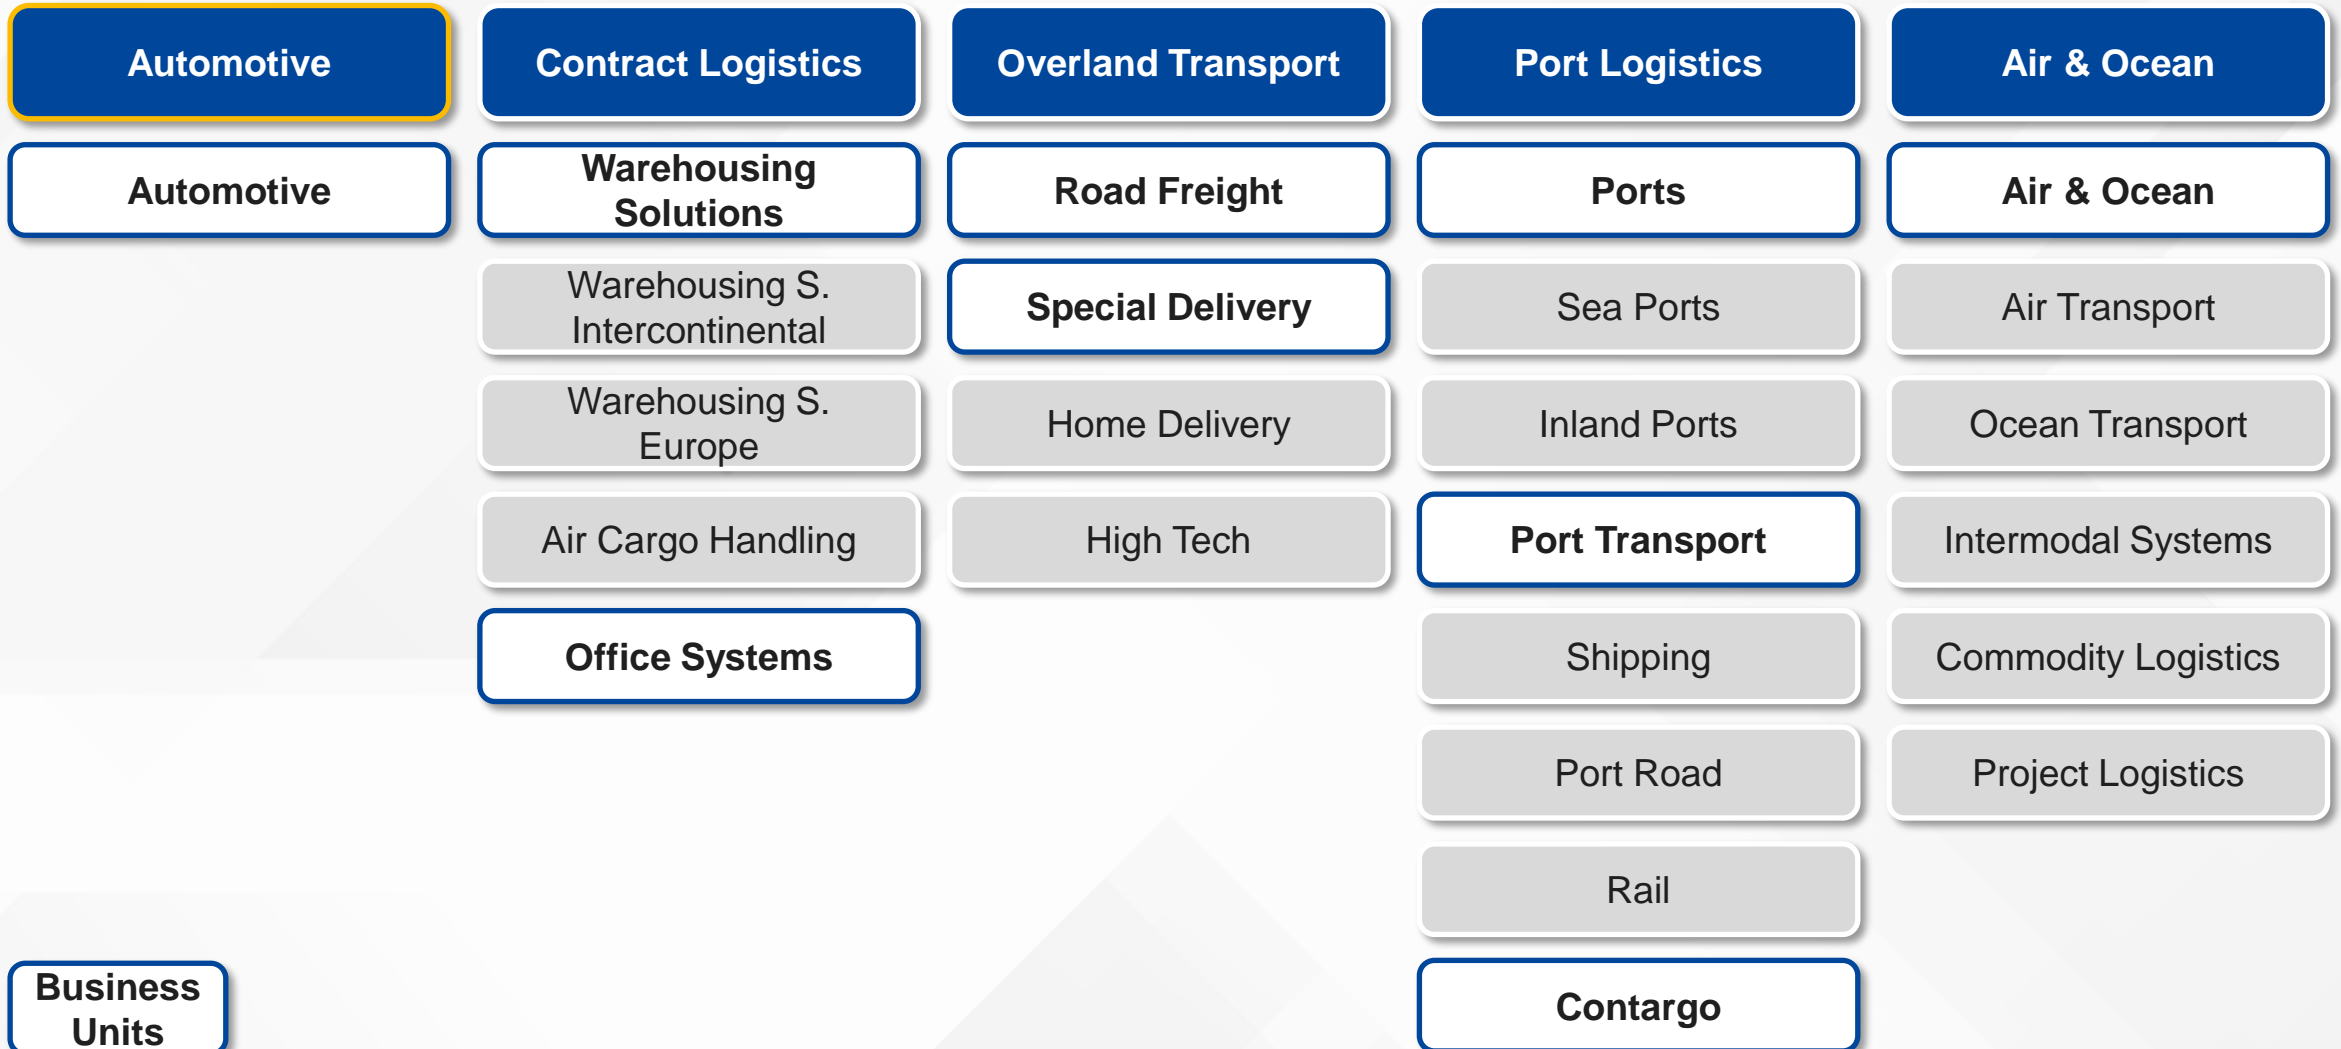 Automotive
Contract Logistics
Overland Transport
Port Logistics
Air & Ocean
Automotive
Warehousing
Solutions
Road Freight
Ports
Air & Ocean
Warehousing S.
Intercontinental
Special Delivery
Sea Ports
Air Transport
Warehousing S.
Europe
Home Delivery
Inland Ports
Ocean Transport
Air Cargo Handling
High Tech
Port Transport
Intermodal Systems
Office Systems
Shipping
Commodity Logistics
Port Road
Project Logistics
Rail
Business
Units
Contargo